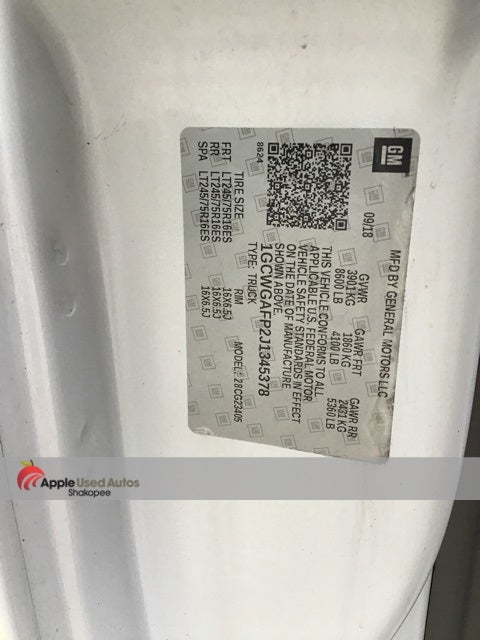 GM
MFD BY GENERAL MOTORS LLC
09/18
GVWR GAWR FRT GAWR RR
3901 KG 1860 KG 2431 KG
8600 LB 4100 LB 5360 LB
THIS VEHICLE CONFORMS TO ALL
APPLICABLE U.S. FEDERAL MOTOR
VEHICLE SAFETY STANDARDS IN EFFECT
ON THE DATE OF MANUFACTURE
SHOWN ABOVE.
1GCWGAFP2J1345378
TYPE: TRUCK MODEL: 28CG23405
8624
TIRE SIZE RIM
FRT LT245/75R16ES 16X6.5J
RR LT245/75R16ES 16X6.5J
SPA LT245/75R16ES 16X6.5J
Apple Used Autos
Shakopee